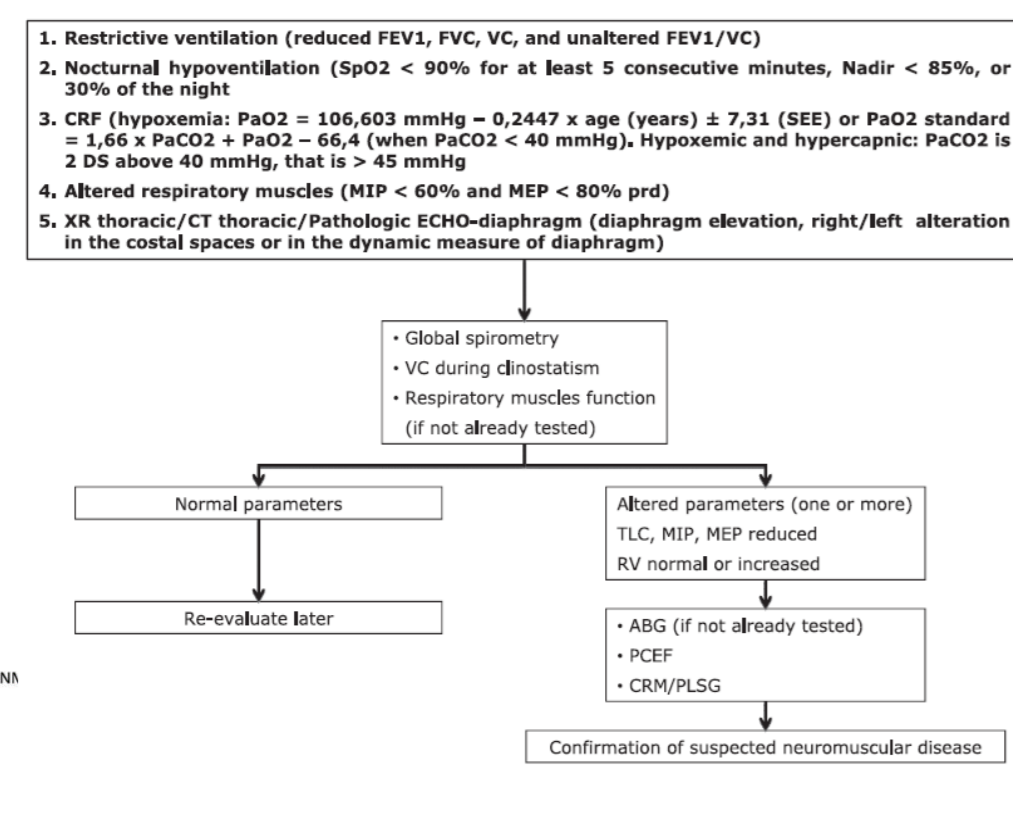 1. Restrictive ventilation (reduced FEV1, FVC, VC, and unaltered FEV1/VC)
2. Nocturnal hypoventilation (SpO2 < 90% for at least 5 consecutive minutes, Nadir < 85%, or
30% of the night
3. CRF (hypoxemia: PaO2 = 106,603 mmHg − 0,2447 x age (years) ± 7,31 (SEE) or PaO2 standard
= 1,66 x PaCO2 + PaO2 − 66,4 (when PaCO2 < 40 mmHg). Hypoxemic and hypercapnic: PaCO2 is
2 DS above 40 mmHg, that is > 45 mmHg
4. Altered respiratory muscles (MIP < 60% and MEP < 80% prd)
5. XR thoracic/CT thoracic/Pathologic ECHO-diaphragm (diaphragm elevation, right/left alteration
in the costal spaces or in the dynamic measure of diaphragm)
• Global spirometry
• VC during clinostatism
• Respiratory muscles function
(if not already tested)
Normal parameters
Re-evaluate later
Altered parameters (one or more)
TLC, MIP, MEP reduced
RV normal or increased
• ABG (if not already tested)
• PCEF
• CRM/PLSG
Confirmation of suspected neuromuscular disease